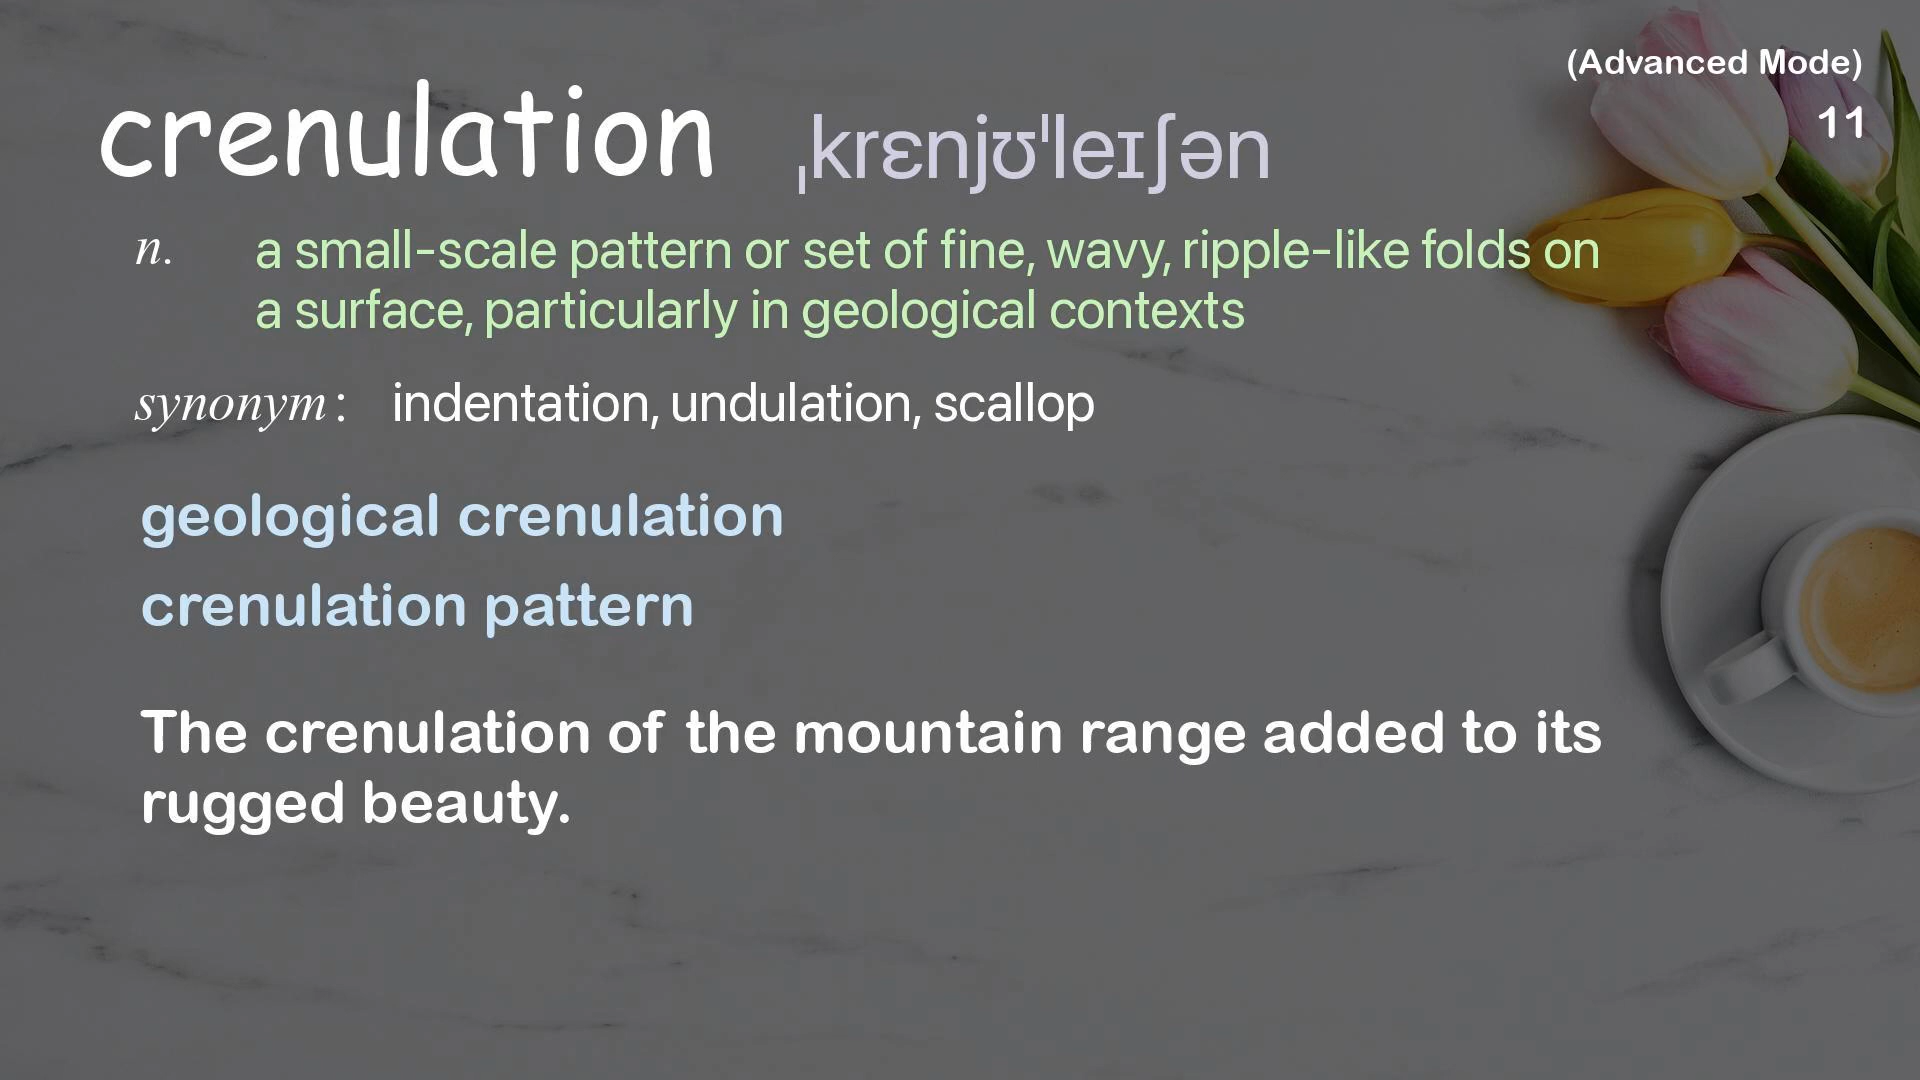 (Advanced Mode)
11
crenulation ˌkrɛnjʊˈleɪʃən
n. a small-scale pattern or set of fine, wavy, ripple-like folds on
a surface, particularly in geological contexts
synonym: indentation, undulation, scallop
geological crenulation
crenulation pattern
The crenulation of the mountain range added to its
rugged beauty.